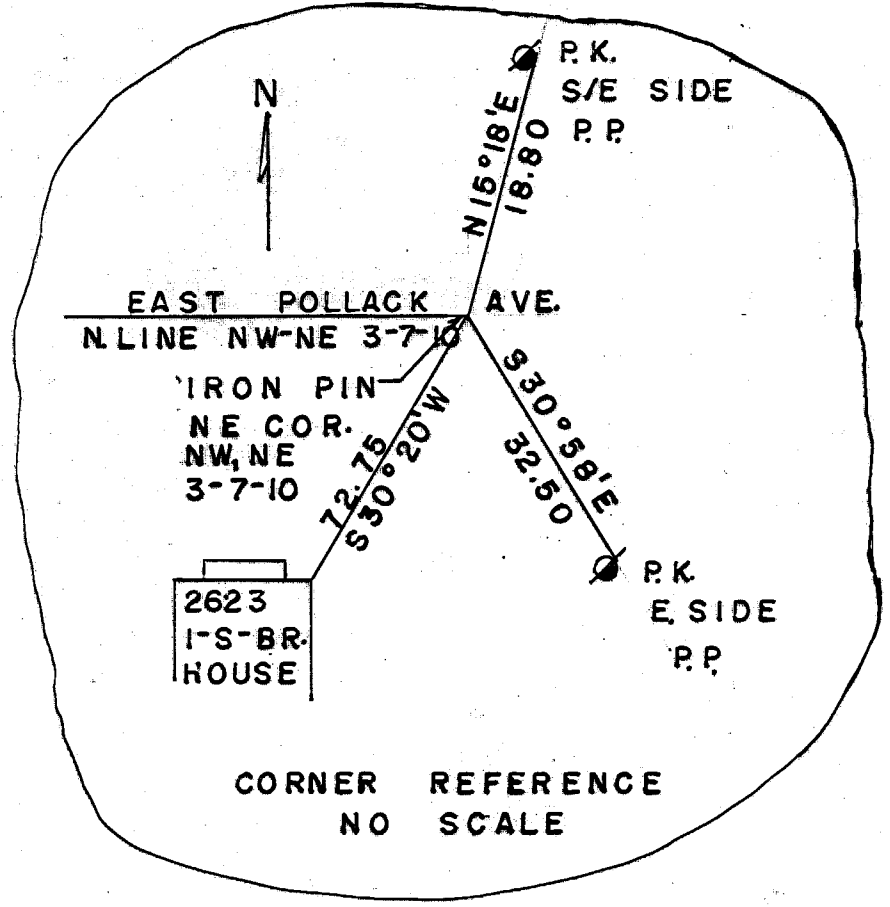 P.K.
S/E SIDE
P.P.
N
N15°18'E
18.80
EAST POLLACK AVE.
N. LINE NW-NE 3-7-10
IRON PIN
NE COR.
NW, NE
3-7-10
72.75
S30°20'W
S30°58'E
32.50
P.K.
E. SIDE
P.P.
2623
1-S-BR.
HOUSE
CORNER REFERENCE
NO SCALE